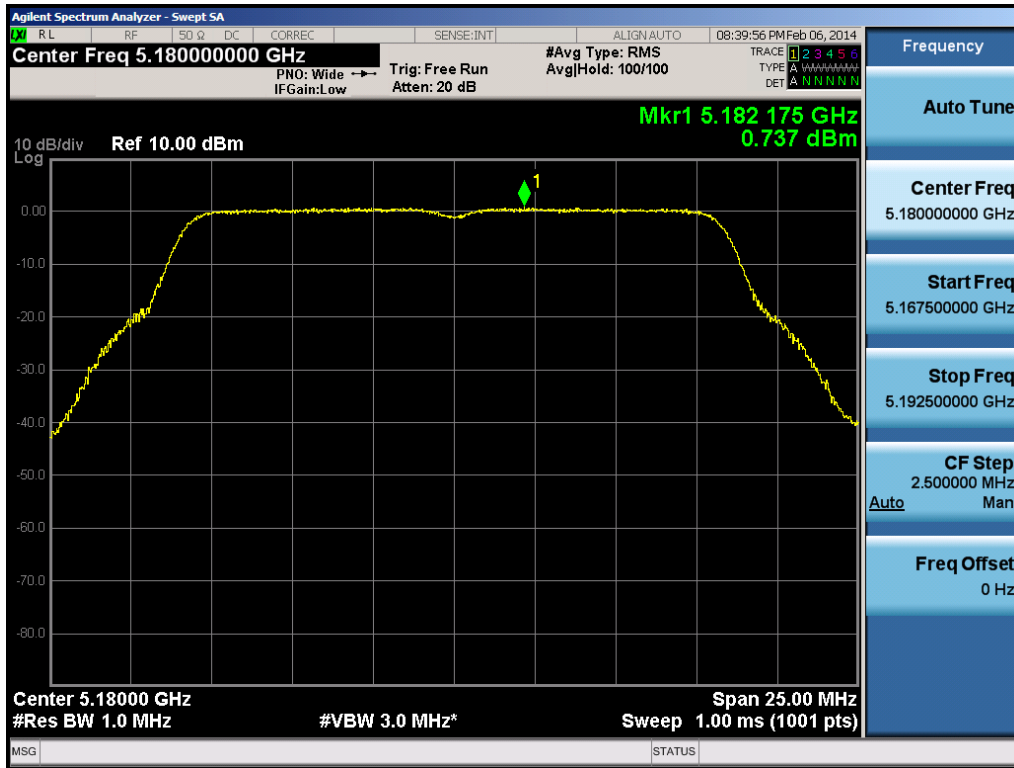 Agilent Spectrum Analyzer - Swept SA
LXI RL RF 50 Ω DC CORREC SENSE:INT ALIGN AUTO 08:39:56 PM Feb 06, 2014
Center Freq 5.180000000 GHz
PNO: Wide
IFGain:Low
Trig: Free Run
Atten: 20 dB
#Avg Type: RMS
Avg|Hold: 100/100
TRACE 1 2 3 4 5 6
TYPE A WWWWW
DET A N N N N N
Mkr1 5.182 175 GHz
0.737 dBm
10 dB/div Ref 10.00 dBm
Log
1
0.00
-10.0
-20.0
-30.0
-40.0
-50.0
-60.0
-70.0
-80.0
Center 5.18000 GHz Span 25.00 MHz
#Res BW 1.0 MHz #VBW 3.0 MHz* Sweep 1.00 ms (1001 pts)
MSG STATUS
Frequency
Auto Tune
Center Freq
5.180000000 GHz
Start Freq
5.167500000 GHz
Stop Freq
5.192500000 GHz
CF Step
2.500000 MHz
Auto Man
Freq Offset
0 Hz